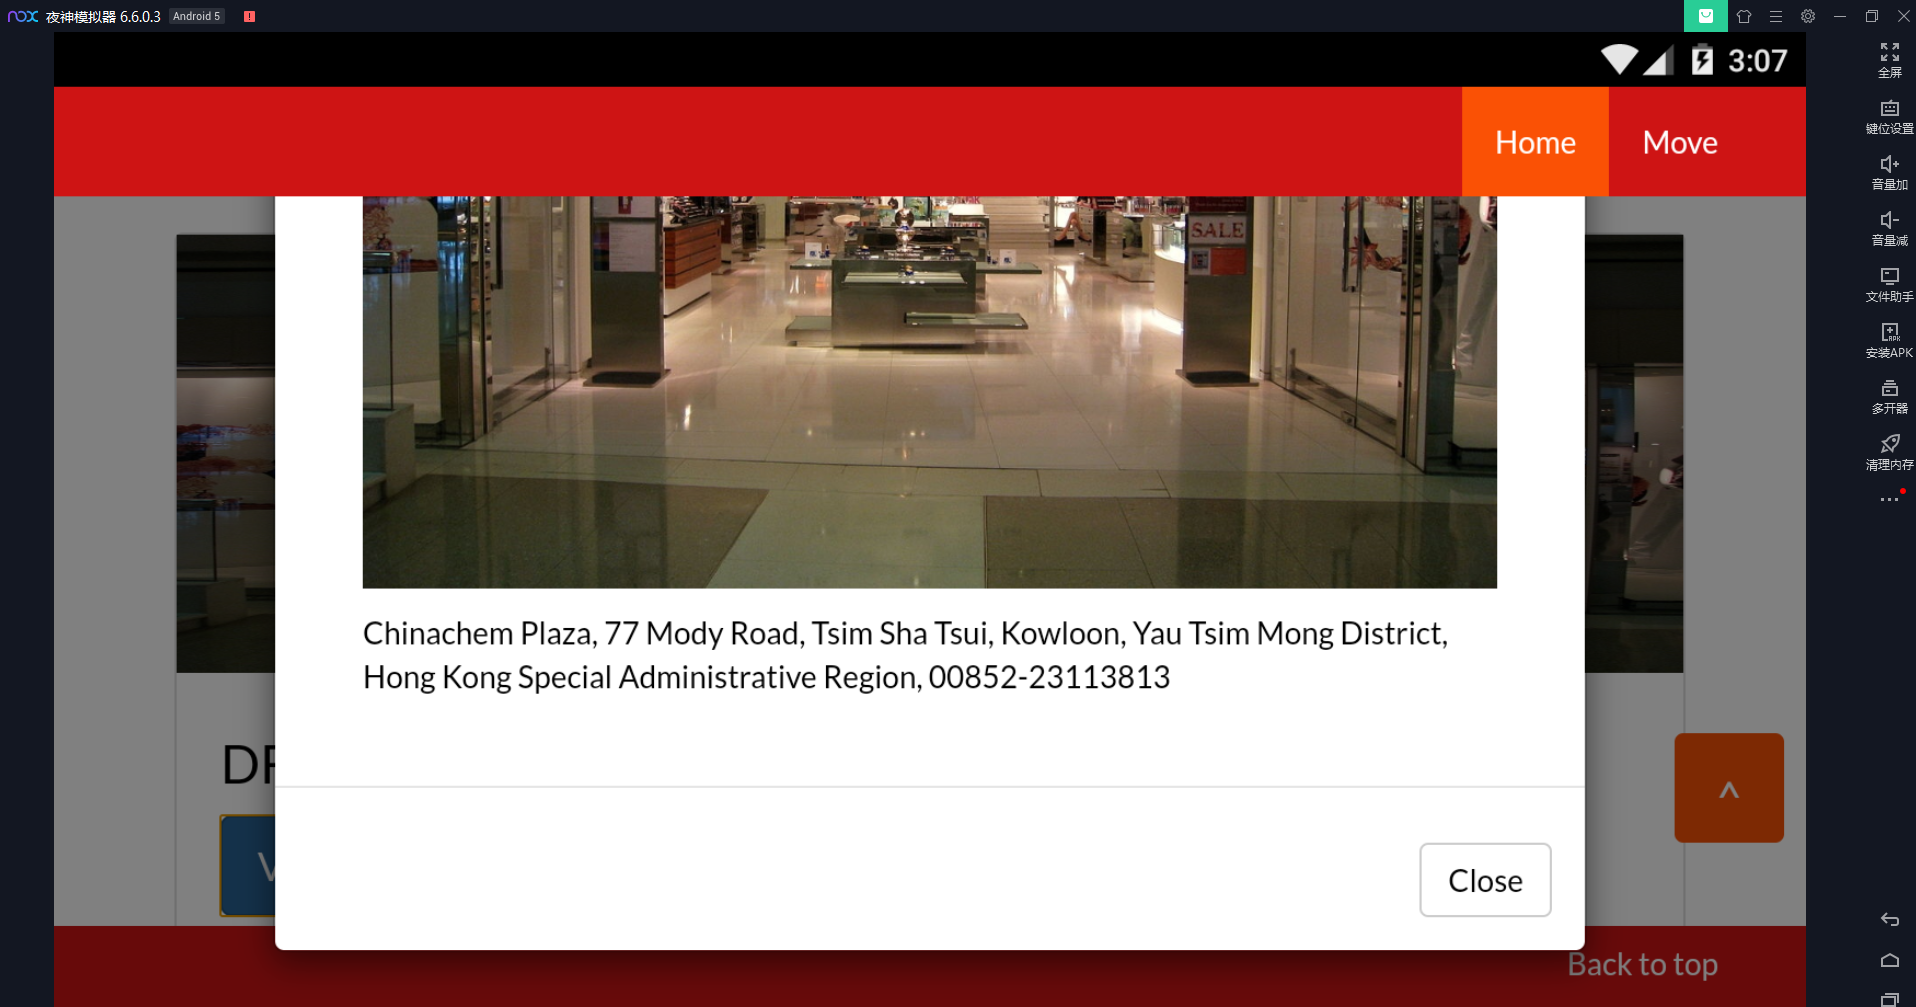 nox 夜神模拟器 6.6.0.3 Android 5
3:07
Home Move
SALE
Chinachem Plaza, 77 Mody Road, Tsim Sha Tsui, Kowloon, Yau Tsim Mong District,
Hong Kong Special Administrative Region, 00852-23113813
DF
V
^
Close
Back to top
全屏
键位设置
音量加
音量减
文件助手
安装APK
多开器
清理内存